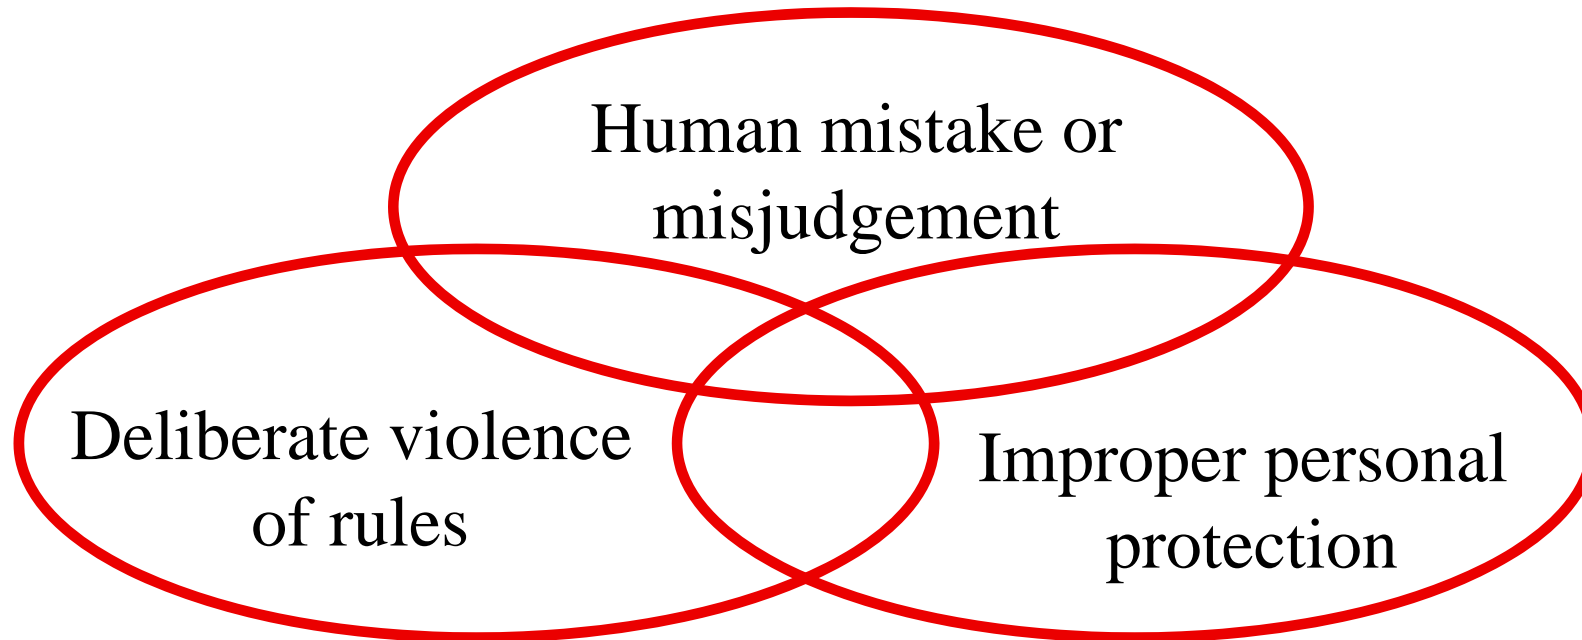 Human mistake or
misjudgement
Deliberate violence
of rules
Improper personal
protection